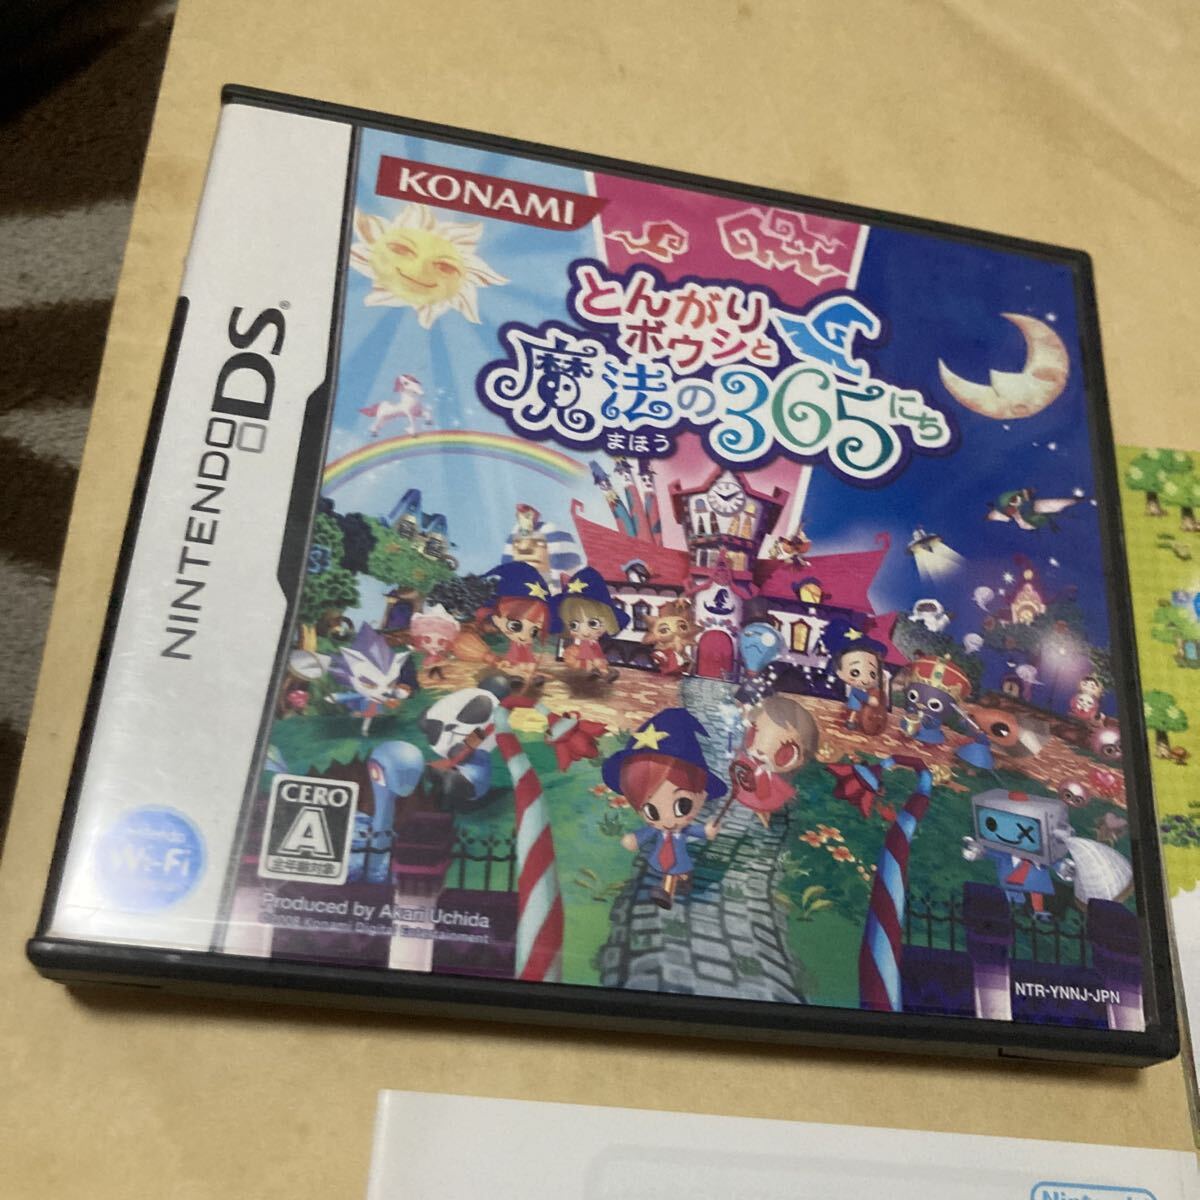 KONAMI
とんがり
ボウシと
魔法の365にち
まほう
NINTENDO DS®
CERO
A
全年齢対象
Wi-Fi
Produced by Akari Uchida
©2008 Konami Digital Entertainment
NTR-YNNJ-JPN
Nintendo